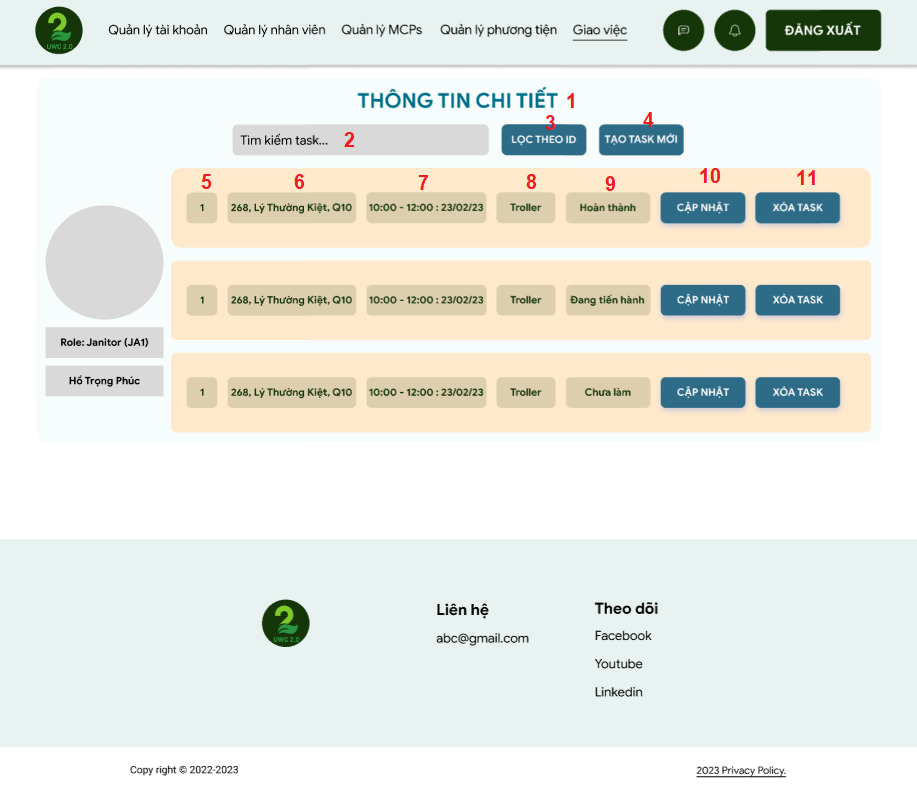 UWC 2.0
Quản lý tài khoản Quản lý nhân viên Quản lý MCPs Quản lý phương tiện Giao việc ĐĂNG XUẤT
THÔNG TIN CHI TIẾT 1
Tìm kiếm task... 2
3 LỌC THEO ID
4 TẠO TASK MỚI
5 6 7 8 9 10 11
1 268, Lý Thường Kiệt, Q10 10:00 - 12:00 : 23/02/23 Troller Hoàn thành CẬP NHẬT XÓA TASK
1 268, Lý Thường Kiệt, Q10 10:00 - 12:00 : 23/02/23 Troller Đang tiến hành CẬP NHẬT XÓA TASK
Role: Janitor (JA1)
Hồ Trọng Phúc
1 268, Lý Thường Kiệt, Q10 10:00 - 12:00 : 23/02/23 Troller Chưa làm CẬP NHẬT XÓA TASK
UWC 2.0
Liên hệ
abc@gmail.com
Theo dõi
Facebook
Youtube
Linkedin
Copy right © 2022-2023
2023 Privacy Policy.